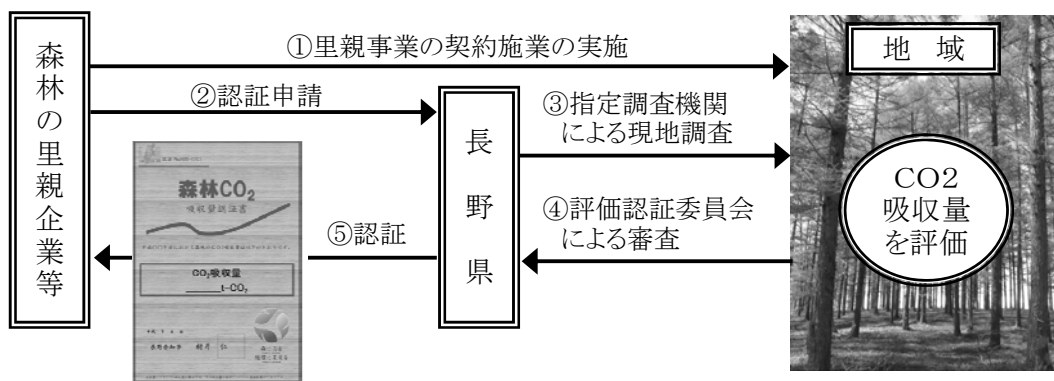 森林の里親企業等
①里親事業の契約施業の実施
②認証申請
長野県
③指定調査機関
による現地調査
④評価認証委員会
による審査
⑤認証
地 域
CO2
吸収量
を評価
森林CO₂
吸収量認証書
CO₂吸収量
t-CO₂